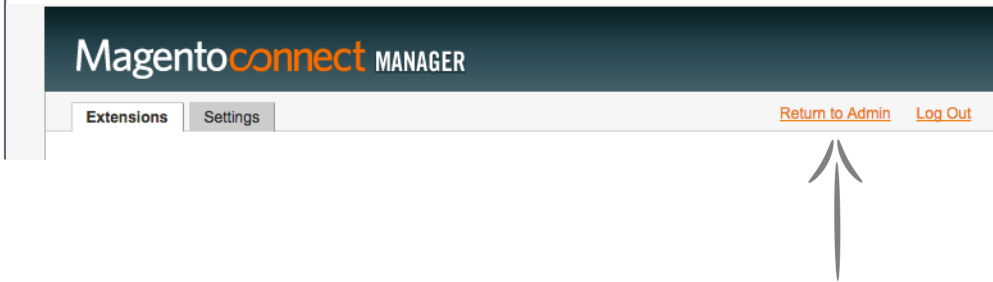 Magentoconnect MANAGER
Extensions Settings Return to Admin Log Out